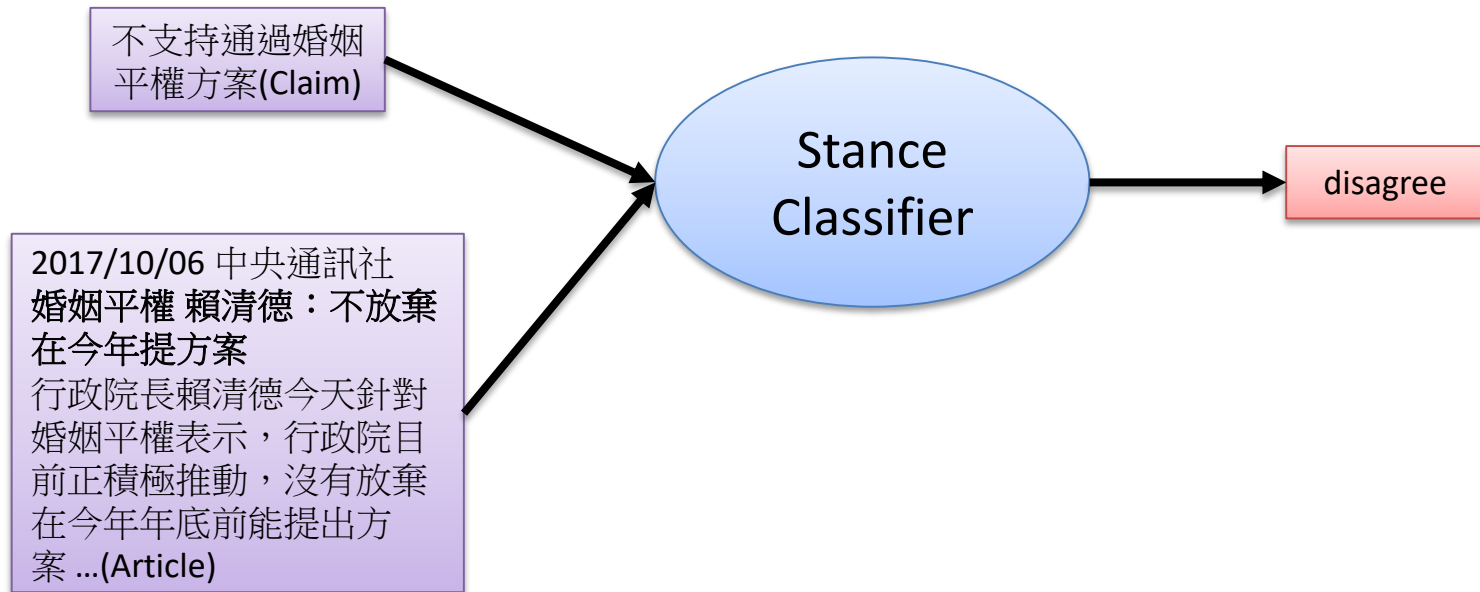 不支持通過婚姻
平權方案(Claim)
2017/10/06 中央通訊社
婚姻平權 賴清德：不放棄
在今年提方案
行政院長賴清德今天針對
婚姻平權表示，行政院目
前正積極推動，沒有放棄
在今年年底前能提出方
案 ...(Article)
Stance
Classifier
disagree